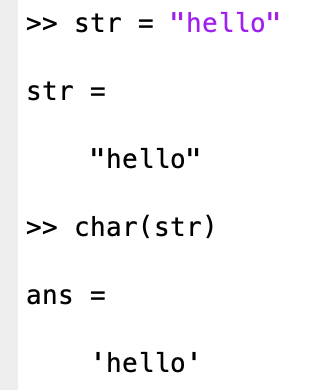 >> str = "hello"
str =
"hello"
>> char(str)
ans =
'hello'